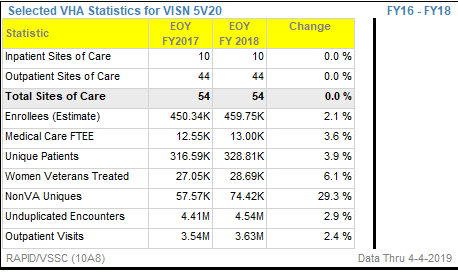 Selected VHA Statistics for VISN 5V20 FY16 - FY18
Statistic EOY FY2017 EOY FY 2018 Change
Inpatient Sites of Care 10 10 0.0 %
Outpatient Sites of Care 44 44 0.0 %
Total Sites of Care 54 54 0.0 %
Enrollees (Estimate) 450.34K 459.75K 2.1 %
Medical Care FTEE 12.55K 13.00K 3.6 %
Unique Patients 316.59K 328.81K 3.9 %
Women Veterans Treated 27.05K 28.69K 6.1 %
NonVA Uniques 57.57K 74.42K 29.3 %
Unduplicated Encounters 4.41M 4.54M 2.9 %
Outpatient Visits 3.54M 3.63M 2.4 %
RAPID/VSSC (10A8) Data Thru 4-4-2019